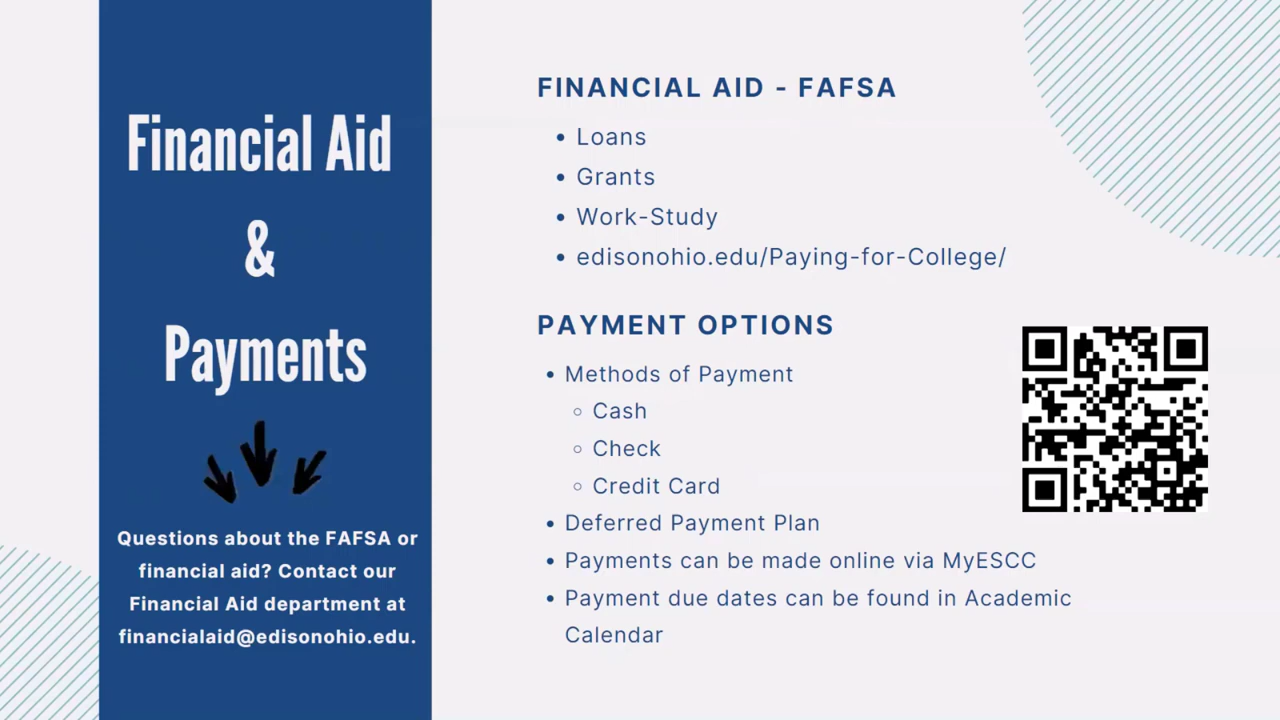 Financial Aid
&
Payments
Questions about the FAFSA or
financial aid? Contact our
Financial Aid department at
financialaid@edisonohio.edu.
FINANCIAL AID - FAFSA
• Loans
• Grants
• Work-Study
• edisonohio.edu/Paying-for-College/
PAYMENT OPTIONS
• Methods of Payment
◦ Cash
◦ Check
◦ Credit Card
• Deferred Payment Plan
• Payments can be made online via MyESCC
• Payment due dates can be found in Academic
Calendar